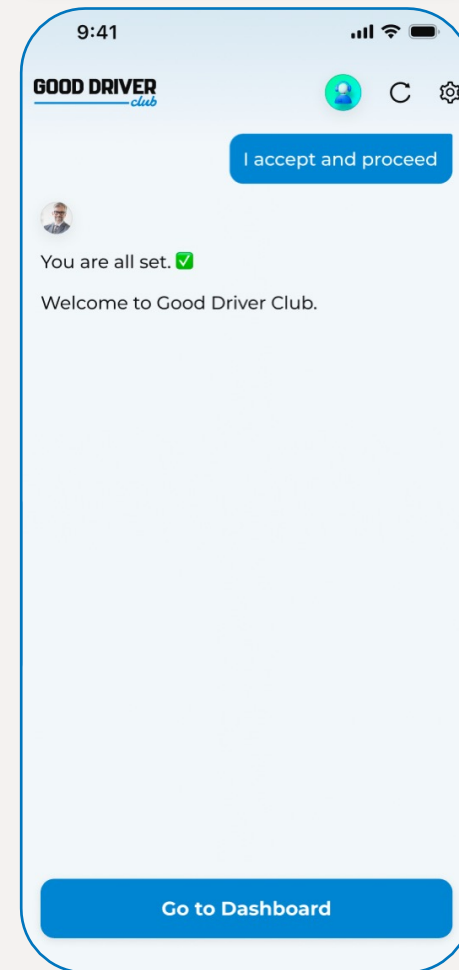 9:41
GOOD DRIVER
club
I accept and proceed
You are all set. ✅
Welcome to Good Driver Club.
Go to Dashboard